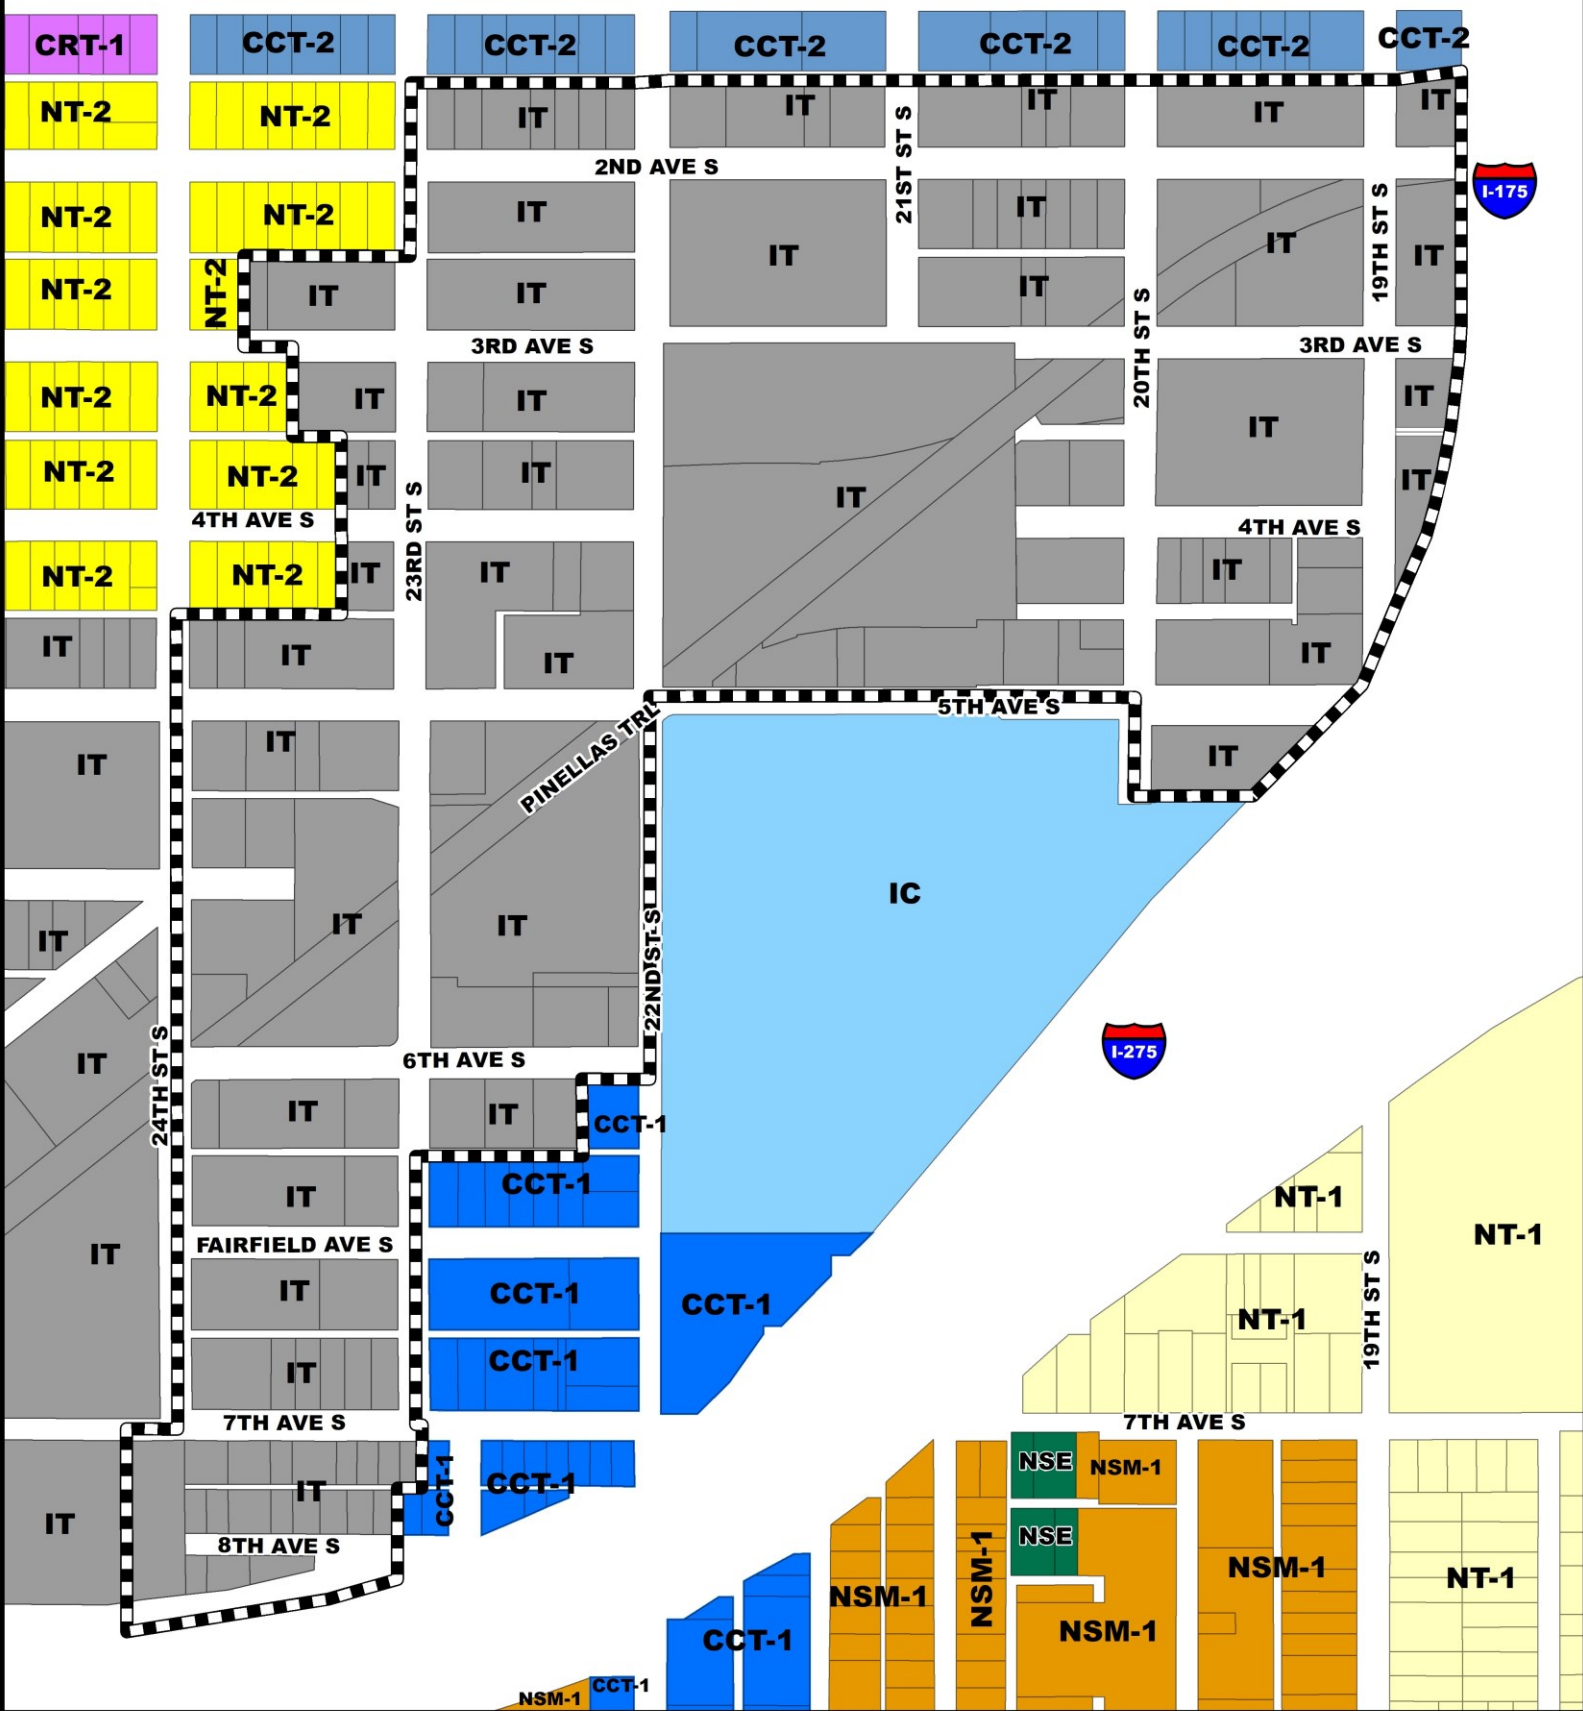 CRT-1
CCT-2
CCT-2
CCT-2
CCT-2
CCT-2
CCT-2
NT-2
NT-2
IT
IT
IT
IT
IT
2ND AVE S
21ST ST S
I-175
NT-2
NT-2
IT
IT
IT
IT
19TH ST S
IT
NT-2
NT-2
IT
IT
IT
20TH ST S
3RD AVE S
3RD AVE S
NT-2
NT-2
IT
IT
IT
IT
NT-2
NT-2
IT
IT
IT
IT
4TH AVE S
23RD ST S
4TH AVE S
NT-2
NT-2
IT
IT
IT
IT
IT
IT
IT
5TH AVE S
PINELLAS TRL
IT
IT
IT
IT
IT
IT
IC
22ND ST S
24TH ST S
IT
6TH AVE S
I-275
IT
IT
CCT-1
IT
CCT-1
NT-1
NT-1
FAIRFIELD AVE S
IT
IT
CCT-1
CCT-1
NT-1
19TH ST S
IT
CCT-1
7TH AVE S
7TH AVE S
IT
IT
CCT-1
CCT-1
NSE
NSM-1
8TH AVE S
NSE
NSM-1
NSM-1
NSM-1
NT-1
CCT-1
NSM-1
NSM-1
CCT-1